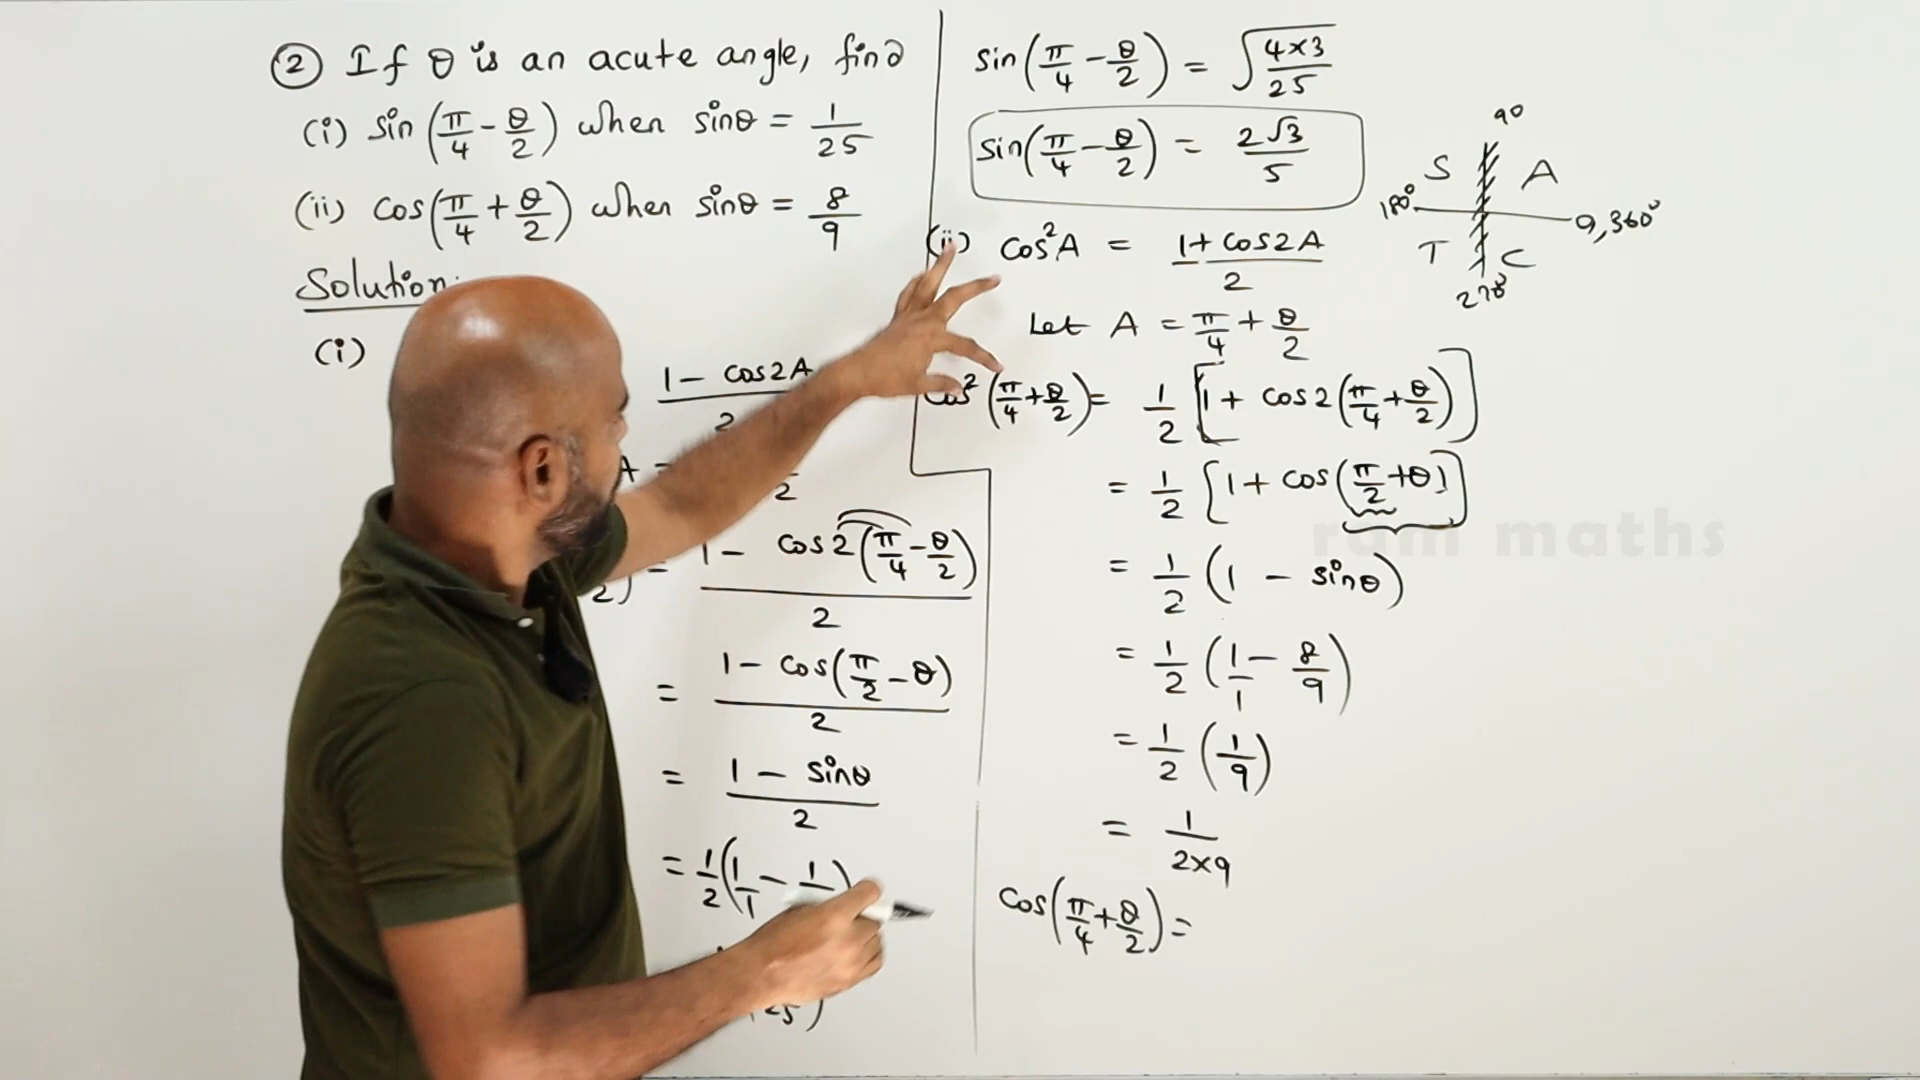 ② If θ is an acute angle, find
(i) sin(π/4 - θ/2) when sinθ = 1/25
(ii) cos(π/4 + θ/2) when sinθ = 8/9
Solution:
(i)
1 - cos2A
2
A =
2
2) = 1 - cos2(π/4 - θ/2) / 2
= 1 - cos(π/2 - θ) / 2
= 1 - sinθ / 2
= 1/2 (1/1 - 1
25)
sin(π/4 - θ/2) = √(4×3/25)
sin(π/4 - θ/2) = 2√3/5
90
S A
180° 9,360°
T C
270°
(ii) cos²A = 1 + cos2A / 2
Let A = π/4 + θ/2
cos²(π/4 + θ/2) = 1/2 [1 + cos2(π/4 + θ/2)]
= 1/2 [1 + cos(π/2 + θ)]
= 1/2 (1 - sinθ)
= 1/2 (1/1 - 8/9)
= 1/2 (1/9)
= 1 / 2×9
cos(π/4 + θ/2) =
ram maths